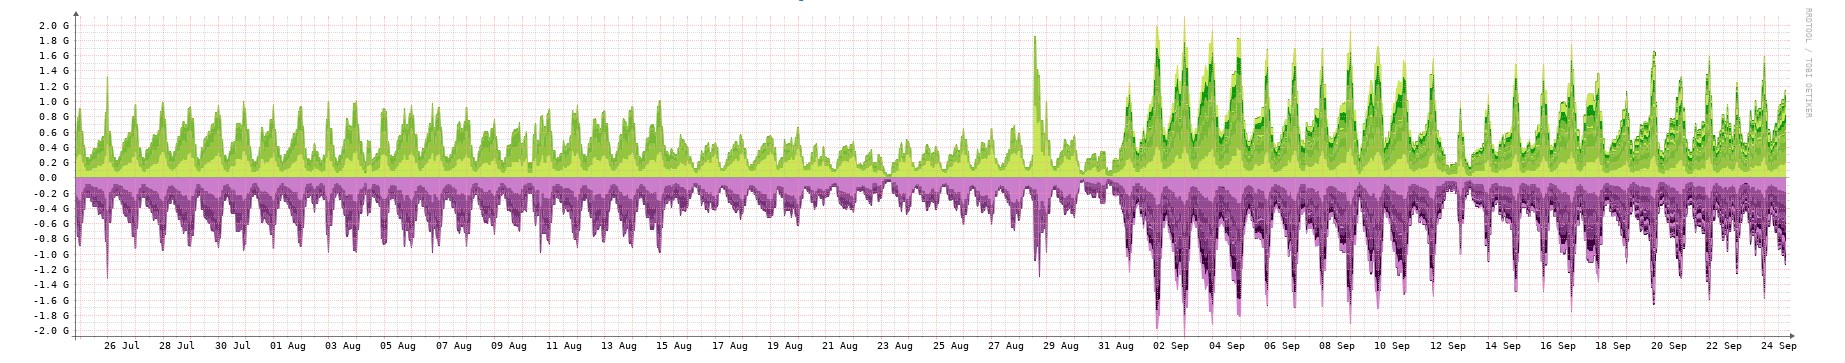 2.0 G
1.8 G
1.6 G
1.4 G
1.2 G
1.0 G
0.8 G
0.6 G
0.4 G
0.2 G
0.0
-0.2 G
-0.4 G
-0.6 G
-0.8 G
-1.0 G
-1.2 G
-1.4 G
-1.6 G
-1.8 G
-2.0 G
26 Jul 28 Jul 30 Jul 01 Aug 03 Aug 05 Aug 07 Aug 09 Aug 11 Aug 13 Aug 15 Aug 17 Aug 19 Aug 21 Aug 23 Aug 25 Aug 27 Aug 29 Aug 31 Aug 02 Sep 04 Sep 06 Sep 08 Sep 10 Sep 12 Sep 14 Sep 16 Sep 18 Sep 20 Sep 22 Sep 24 Sep
RRDTOOL / TOBI OETIKER